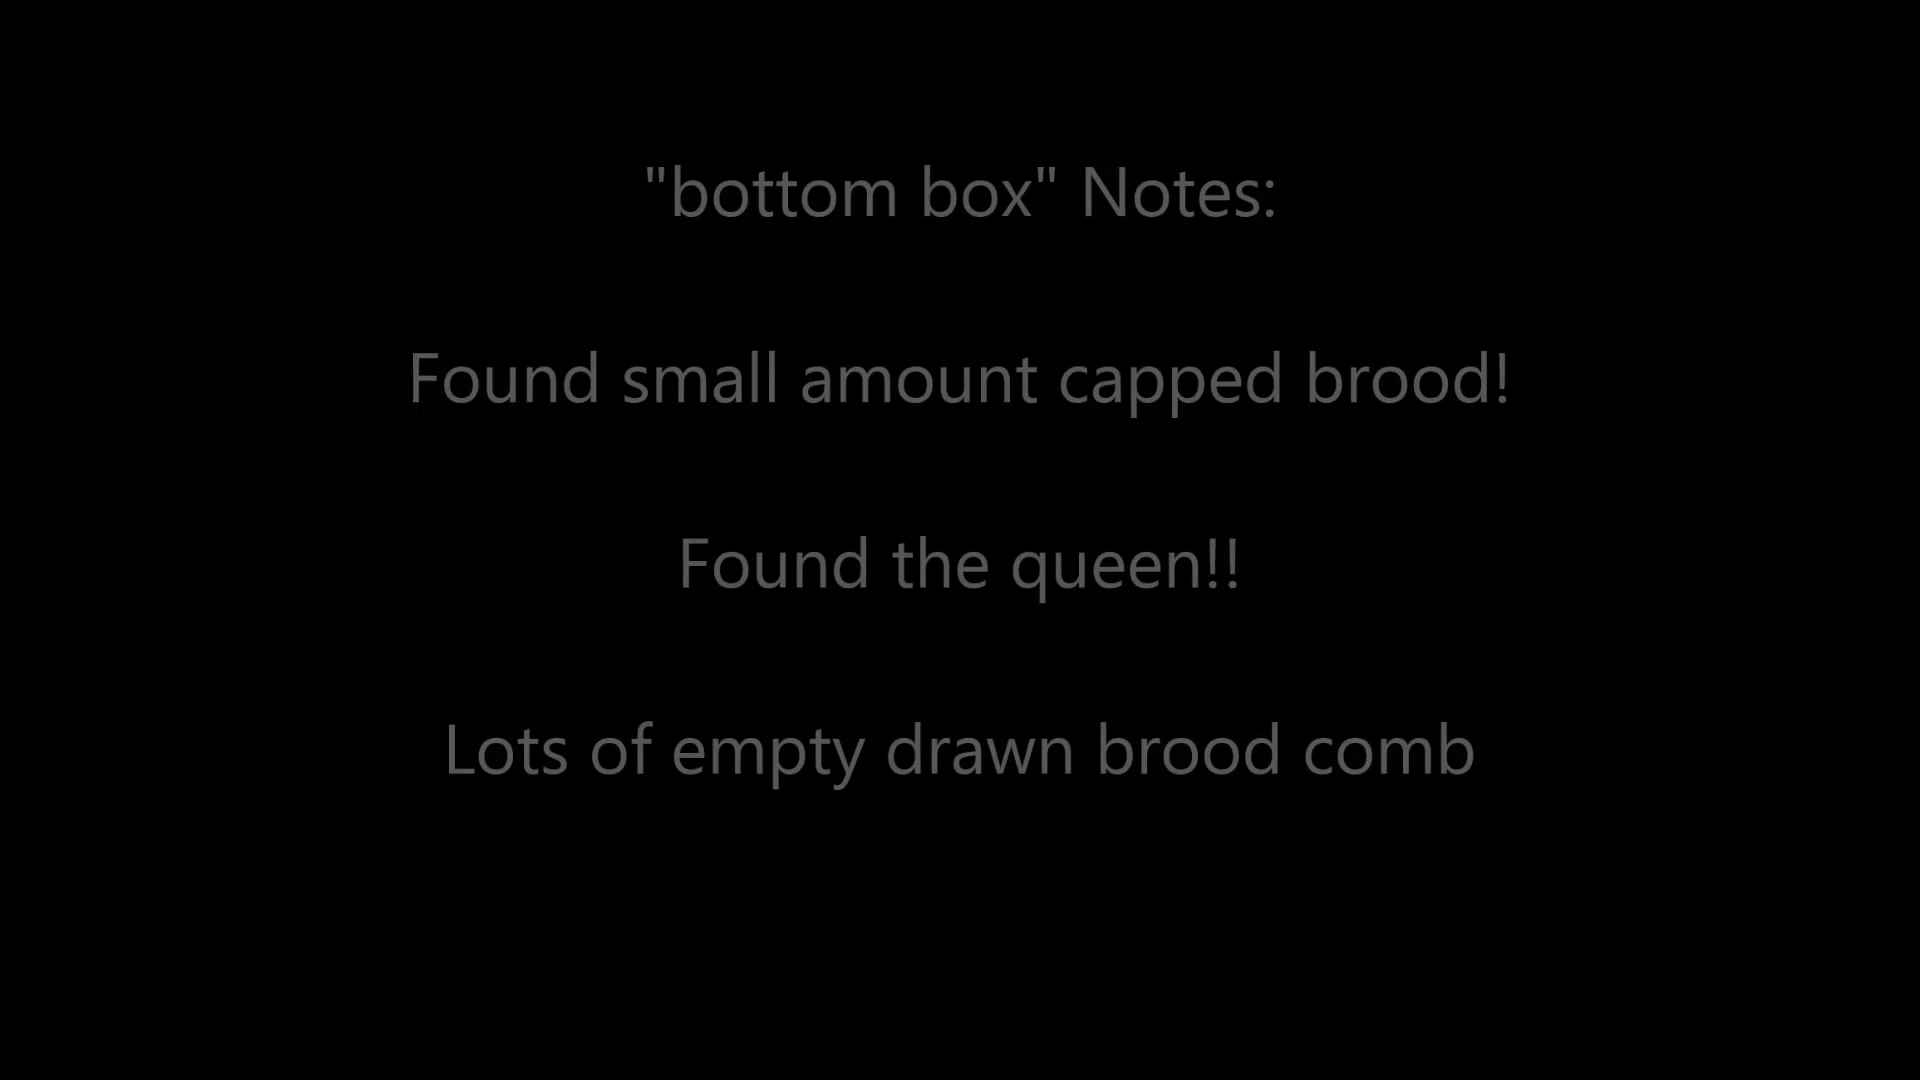 "bottom box" Notes:
Found small amount capped brood!
Found the queen!!
Lots of empty drawn brood comb